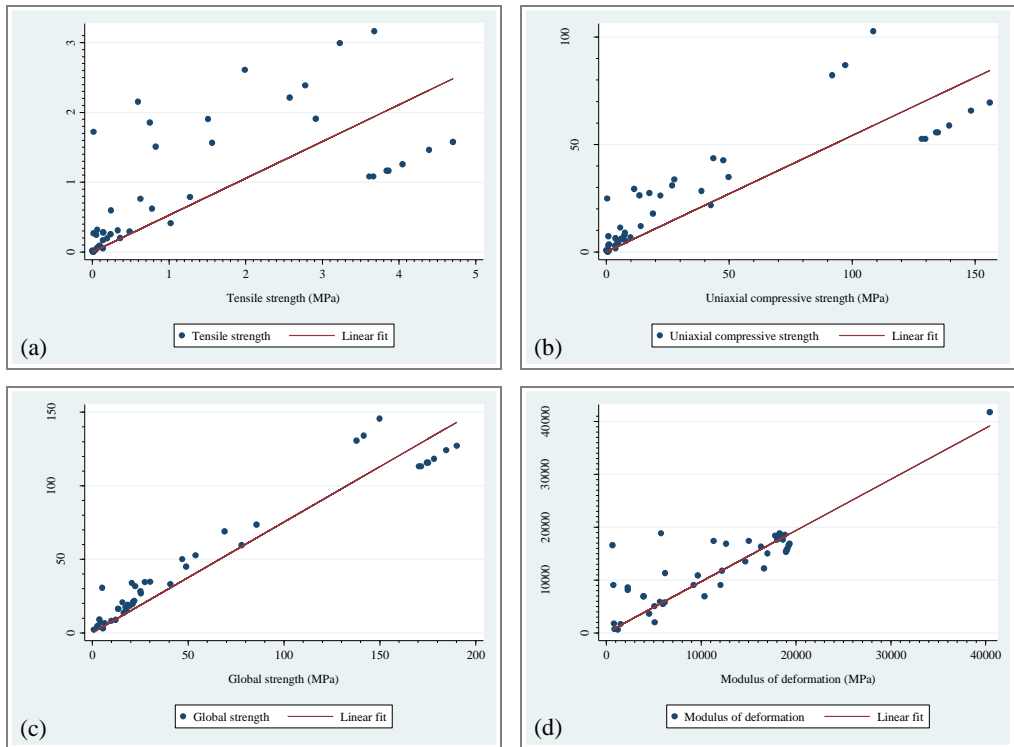 3
2
1
0
0
1
2
3
4
5
Tensile strength (MPa)
Tensile strength
Linear fit
(a)
100
50
0
0
50
100
150
Uniaxial compressive strength (MPa)
Uniaxial compressive strength
Linear fit
(b)
150
100
50
0
0
50
100
150
200
Global strength (MPa)
Global strength
Linear fit
(c)
40000
30000
20000
10000
0
0
10000
20000
30000
40000
Modulus of deformation (MPa)
Modulus of deformation
Linear fit
(d)